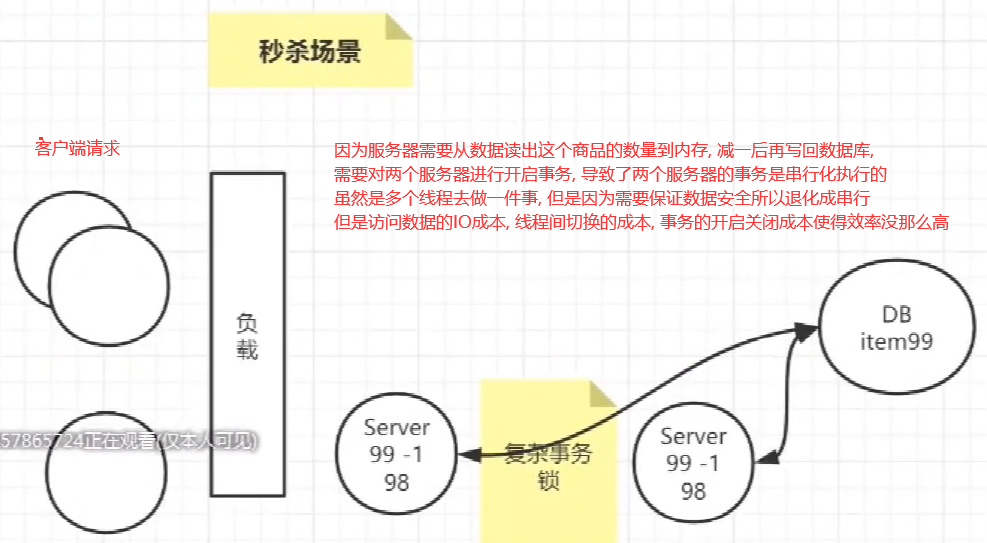 秒杀场景
客户端请求
因为服务器需要从数据读出这个商品的数量到内存, 减一后再写回数据库,
需要对两个服务器进行开启事务, 导致了两个服务器的事务是串行化执行的
虽然是多个线程去做一件事, 但是因为需要保证数据安全所以退化成串行
但是访问数据的IO成本, 线程间切换的成本, 事务的开启关闭成本使得效率没那么高
负
载
DB
item99
Server
99 -1
98
复杂事务
锁
Server
99 -1
98
57865724正在观看(仅本人可见)